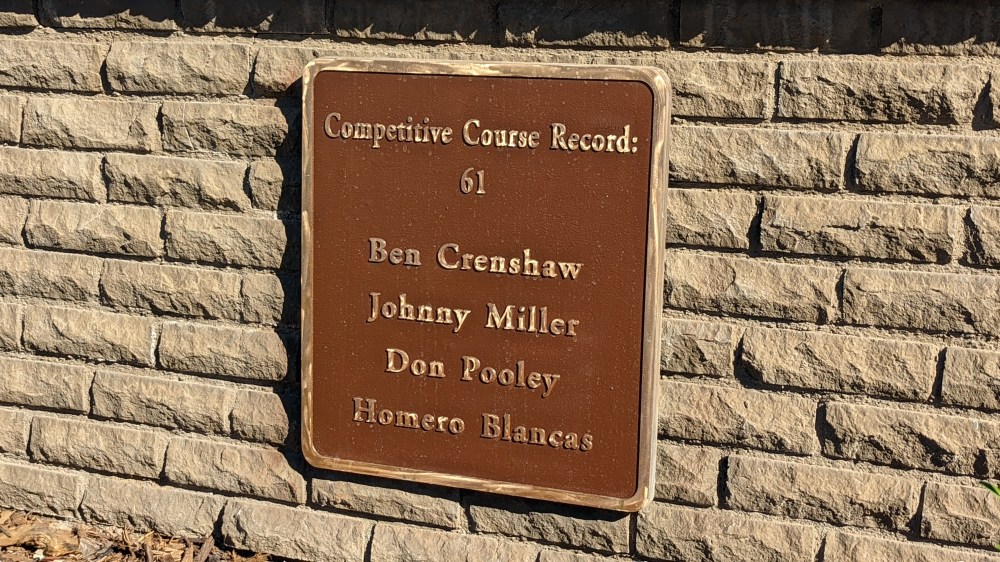 Competitive Course Record:
61
Ben Crenshaw
Johnny Miller
Don Pooley
Homero Blancas